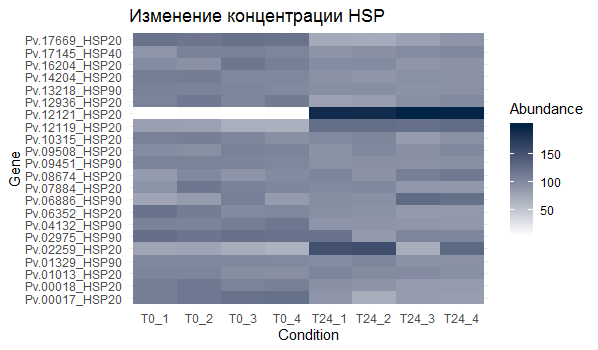 Изменение концентрации HSP
Pv.17669_HSP20
Pv.17145_HSP40
Pv.16204_HSP20
Pv.14204_HSP20
Pv.13218_HSP90
Pv.12936_HSP20
Pv.12121_HSP20
Pv.12119_HSP20
Pv.10315_HSP20
Pv.09508_HSP20
Pv.09451_HSP90
Pv.08674_HSP20
Pv.07884_HSP20
Pv.06886_HSP90
Pv.06352_HSP20
Pv.04132_HSP90
Pv.02975_HSP90
Pv.02259_HSP20
Pv.01329_HSP90
Pv.01013_HSP20
Pv.00018_HSP20
Pv.00017_HSP20
Gene
T0_1 T0_2 T0_3 T0_4 T24_1 T24_2 T24_3 T24_4
Condition
Abundance
150
100
50